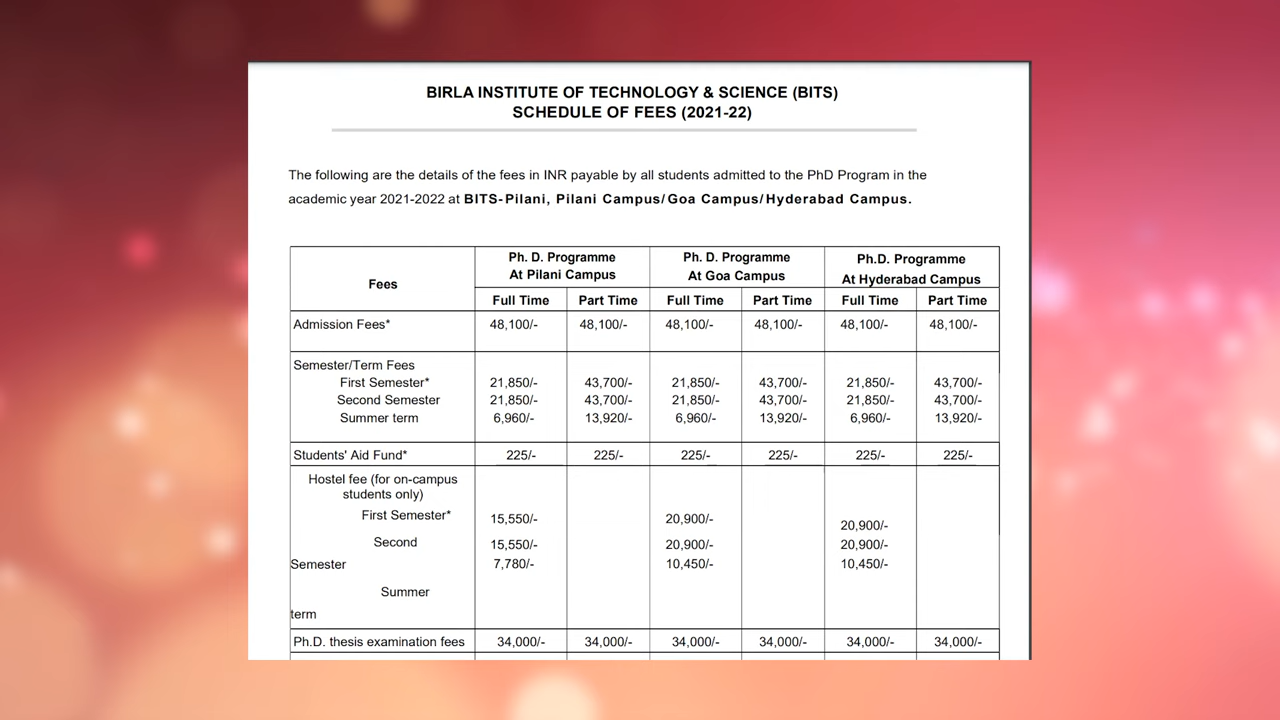 BIRLA INSTITUTE OF TECHNOLOGY & SCIENCE (BITS)
SCHEDULE OF FEES (2021-22)
The following are the details of the fees in INR payable by all students admitted to the PhD Program in the
academic year 2021-2022 at BITS-Pilani, Pilani Campus/Goa Campus/Hyderabad Campus.
Fees
Ph. D. Programme
At Pilani Campus
Ph. D. Programme
At Goa Campus
Ph.D. Programme
At Hyderabad Campus
Full Time Part Time Full Time Part Time Full Time Part Time
Admission Fees* 48,100/- 48,100/- 48,100/- 48,100/- 48,100/- 48,100/-
Semester/Term Fees
First Semester* 21,850/- 43,700/- 21,850/- 43,700/- 21,850/- 43,700/-
Second Semester 21,850/- 43,700/- 21,850/- 43,700/- 21,850/- 43,700/-
Summer term 6,960/- 13,920/- 6,960/- 13,920/- 6,960/- 13,920/-
Students' Aid Fund* 225/- 225/- 225/- 225/- 225/- 225/-
Hostel fee (for on-campus
students only)
First Semester* 15,550/- 20,900/- 20,900/-
Second 15,550/- 20,900/- 20,900/-
Semester 7,780/- 10,450/- 10,450/-
Summer
term
Ph.D. thesis examination fees 34,000/- 34,000/- 34,000/- 34,000/- 34,000/- 34,000/-